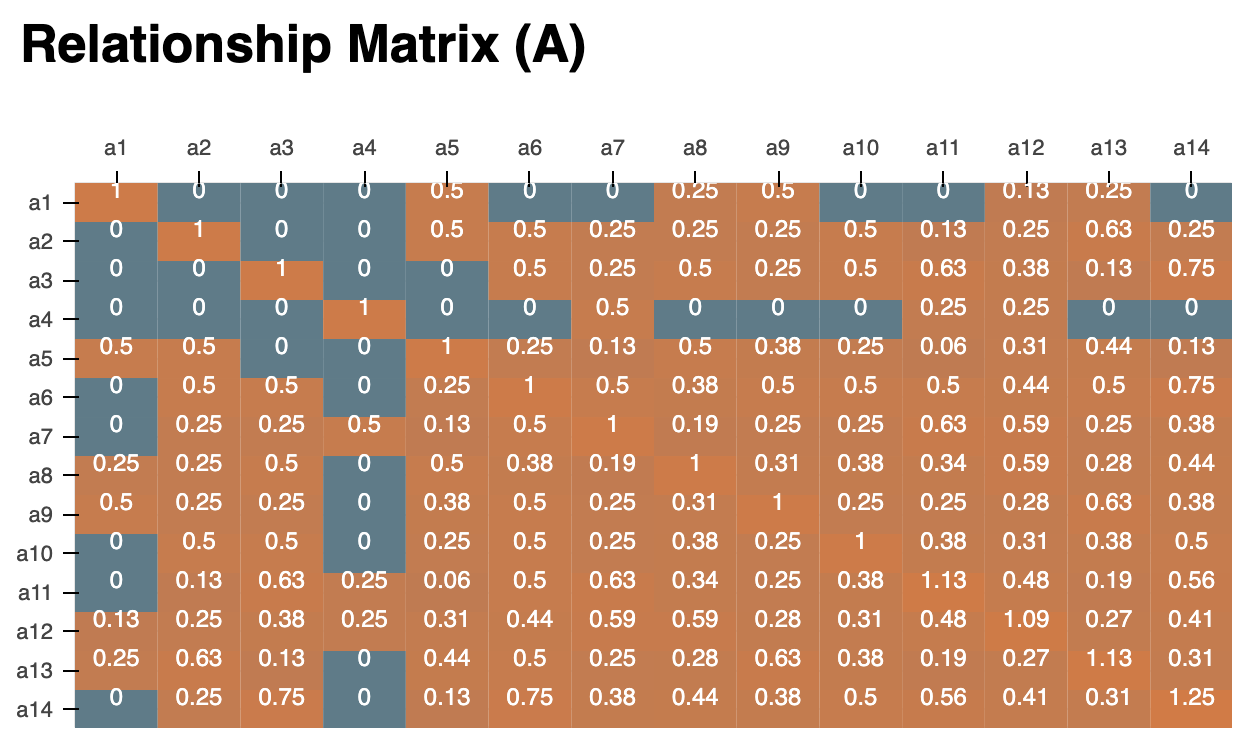 Relationship Matrix (A)
a1 a2 a3 a4 a5 a6 a7 a8 a9 a10 a11 a12 a13 a14
a1 1 0 0 0 0.5 0 0 0.25 0.5 0 0 0.13 0.25 0
a2 0 1 0 0 0.5 0.5 0.25 0.25 0.25 0.5 0.13 0.25 0.63 0.25
a3 0 0 1 0 0 0.5 0.25 0.5 0.25 0.5 0.63 0.38 0.13 0.75
a4 0 0 0 1 0 0 0.5 0 0 0 0.25 0.25 0 0
a5 0.5 0.5 0 0 1 0.25 0.13 0.5 0.38 0.25 0.06 0.31 0.44 0.13
a6 0 0.5 0.5 0 0.25 1 0.5 0.38 0.5 0.5 0.5 0.44 0.5 0.75
a7 0 0.25 0.25 0.5 0.13 0.5 1 0.19 0.25 0.25 0.63 0.59 0.25 0.38
a8 0.25 0.25 0.5 0 0.5 0.38 0.19 1 0.31 0.38 0.34 0.59 0.28 0.44
a9 0.5 0.25 0.25 0 0.38 0.5 0.25 0.31 1 0.25 0.25 0.28 0.63 0.38
a10 0 0.5 0.5 0 0.25 0.5 0.25 0.38 0.25 1 0.38 0.31 0.38 0.5
a11 0 0.13 0.63 0.25 0.06 0.5 0.63 0.34 0.25 0.38 1.13 0.48 0.19 0.56
a12 0.13 0.25 0.38 0.25 0.31 0.44 0.59 0.59 0.28 0.31 0.48 1.09 0.27 0.41
a13 0.25 0.63 0.13 0 0.44 0.5 0.25 0.28 0.63 0.38 0.19 0.27 1.13 0.31
a14 0 0.25 0.75 0 0.13 0.75 0.38 0.44 0.38 0.5 0.56 0.41 0.31 1.25